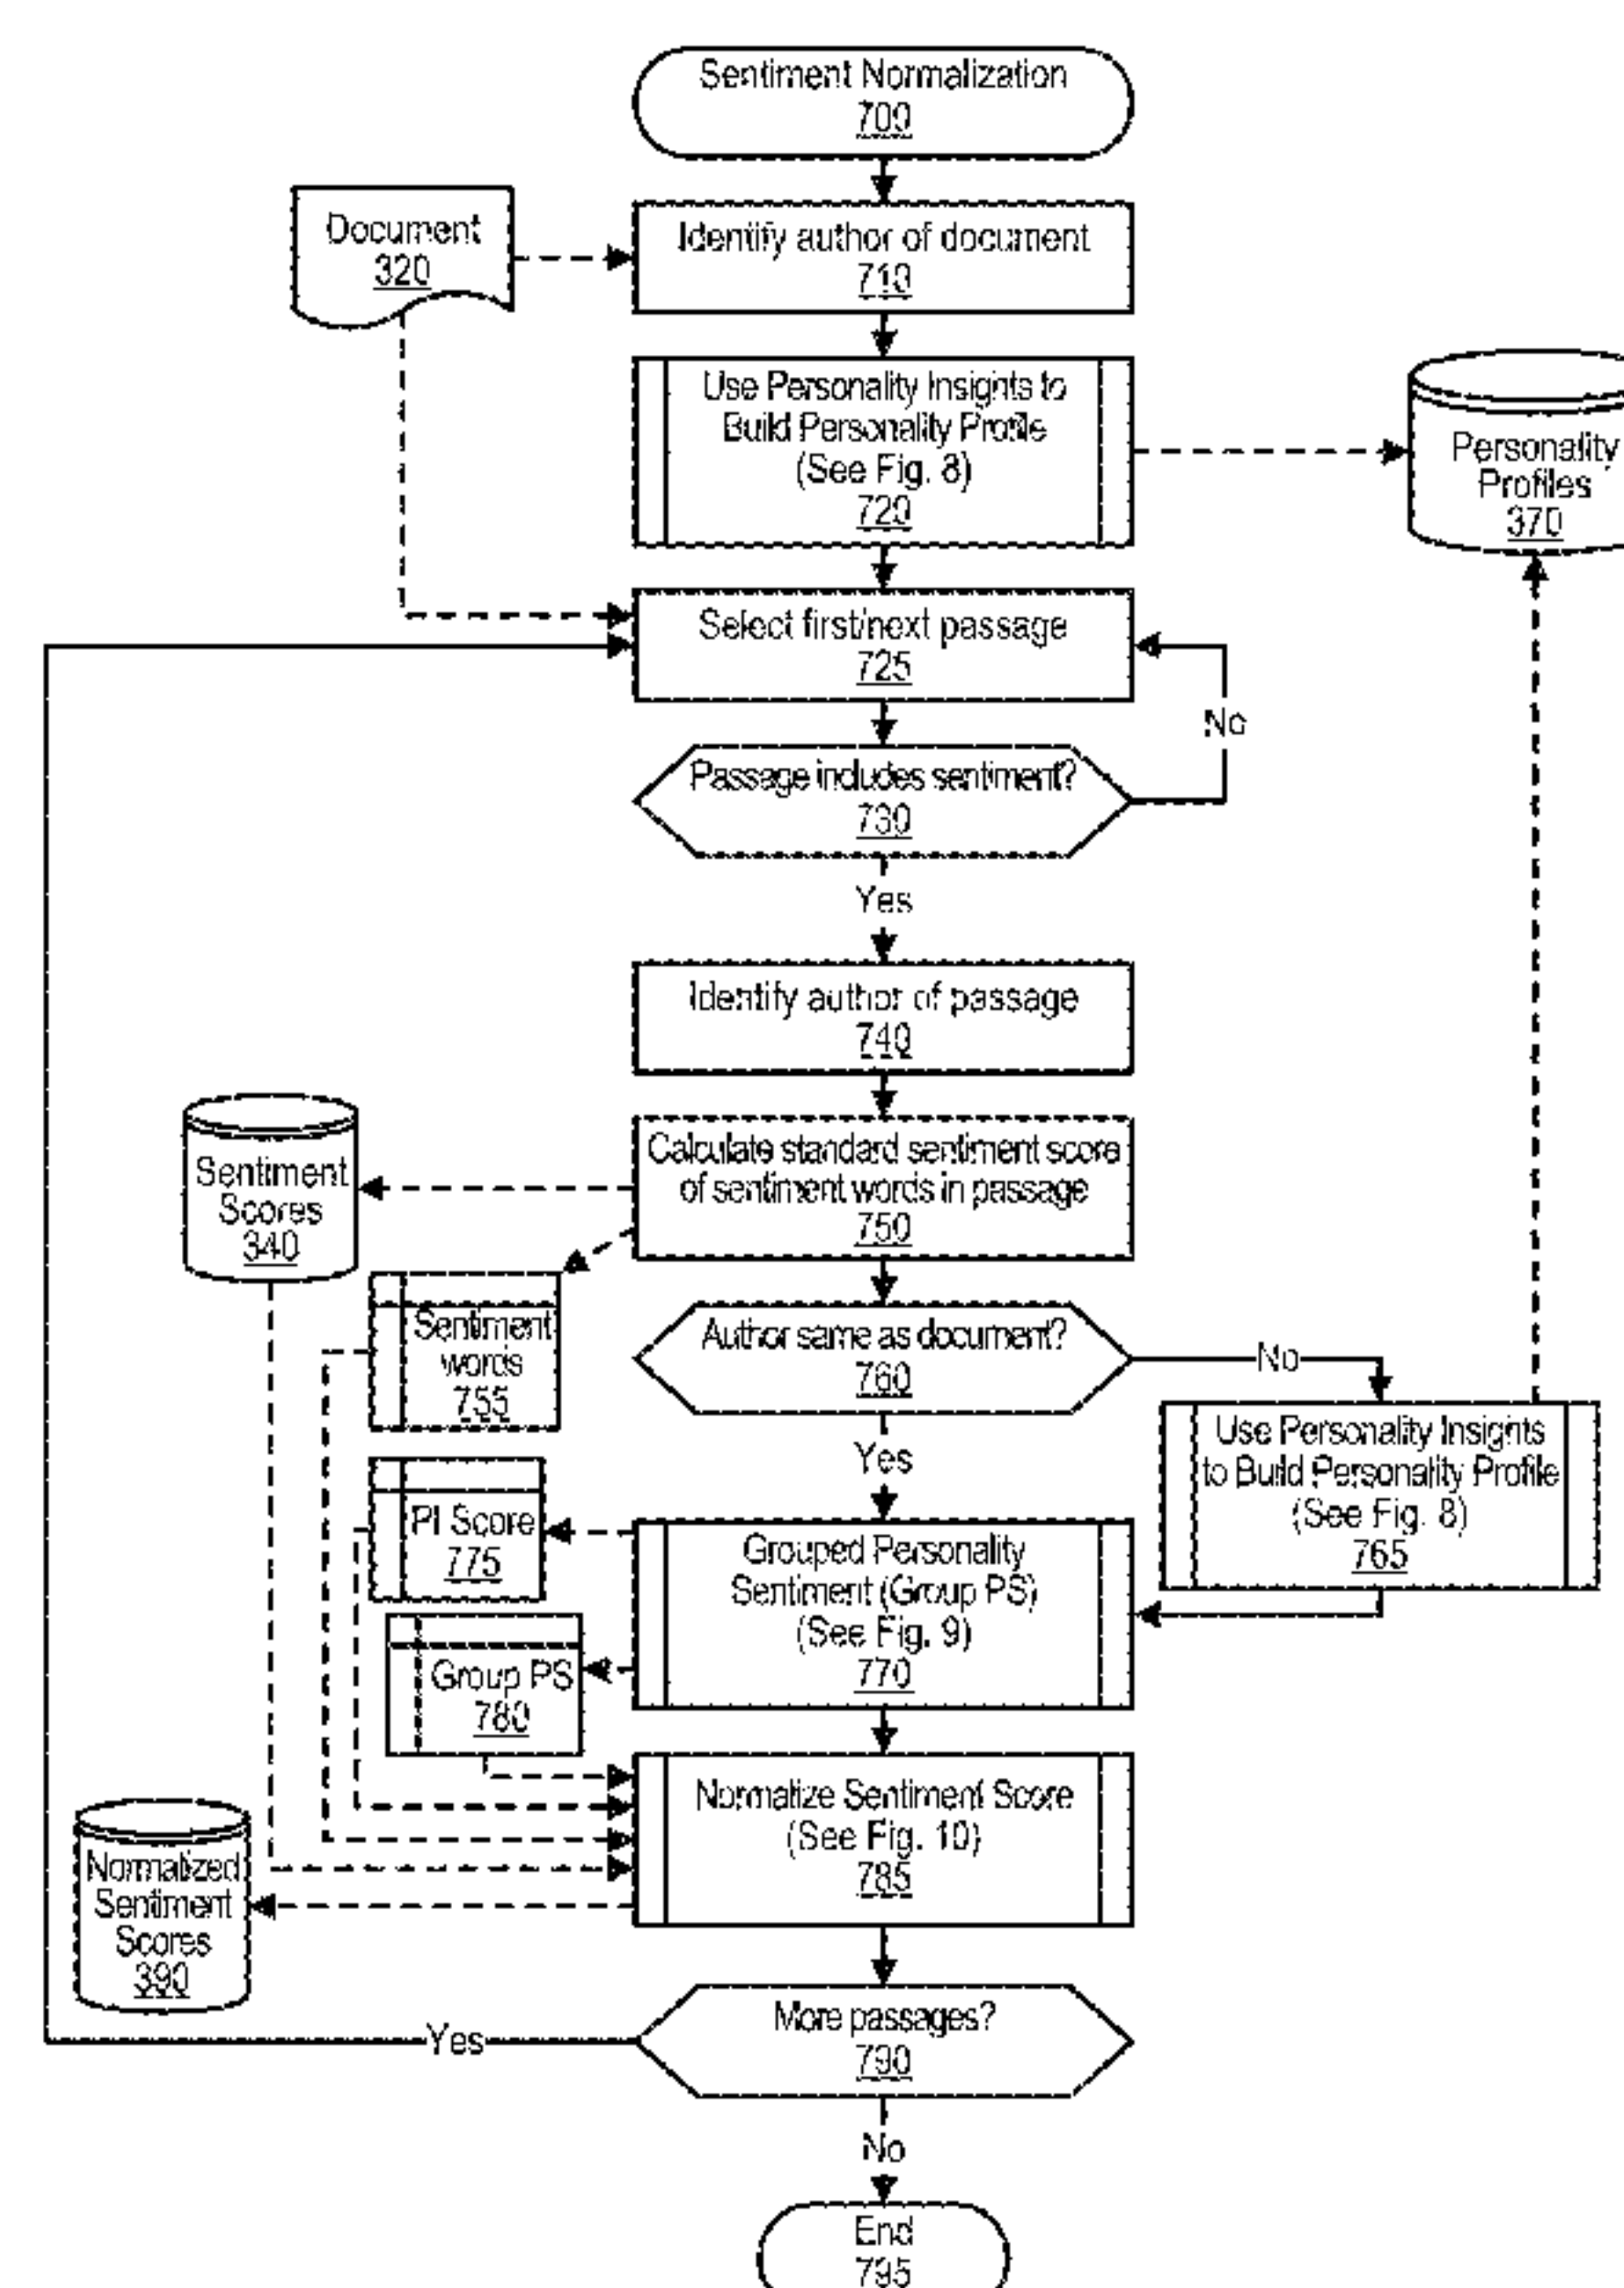 Sentiment Normalization
700
Document
320
Identify author of document
710
Use Personality Insights to
Build Personality Profile
(See Fig. 8)
720
Personality
Profiles
370
Select first/next passage
725
No
Passage includes sentiment?
730
Yes
Identify author of passage
740
Sentiment
Scores
340
Calculate standard sentiment score
of sentiment words in passage
750
Sentiment
words
755
Author same as document?
760
No
Yes
Use Personality Insights
to Build Personality Profile
(See Fig. 8)
765
PI Score
775
Grouped Personality
Sentiment (Group PS)
(See Fig. 9)
770
Group PS
780
Normalize Sentiment Score
(See Fig. 10)
785
Normalized
Sentiment
Scores
390
More passages?
790
Yes
No
End
795